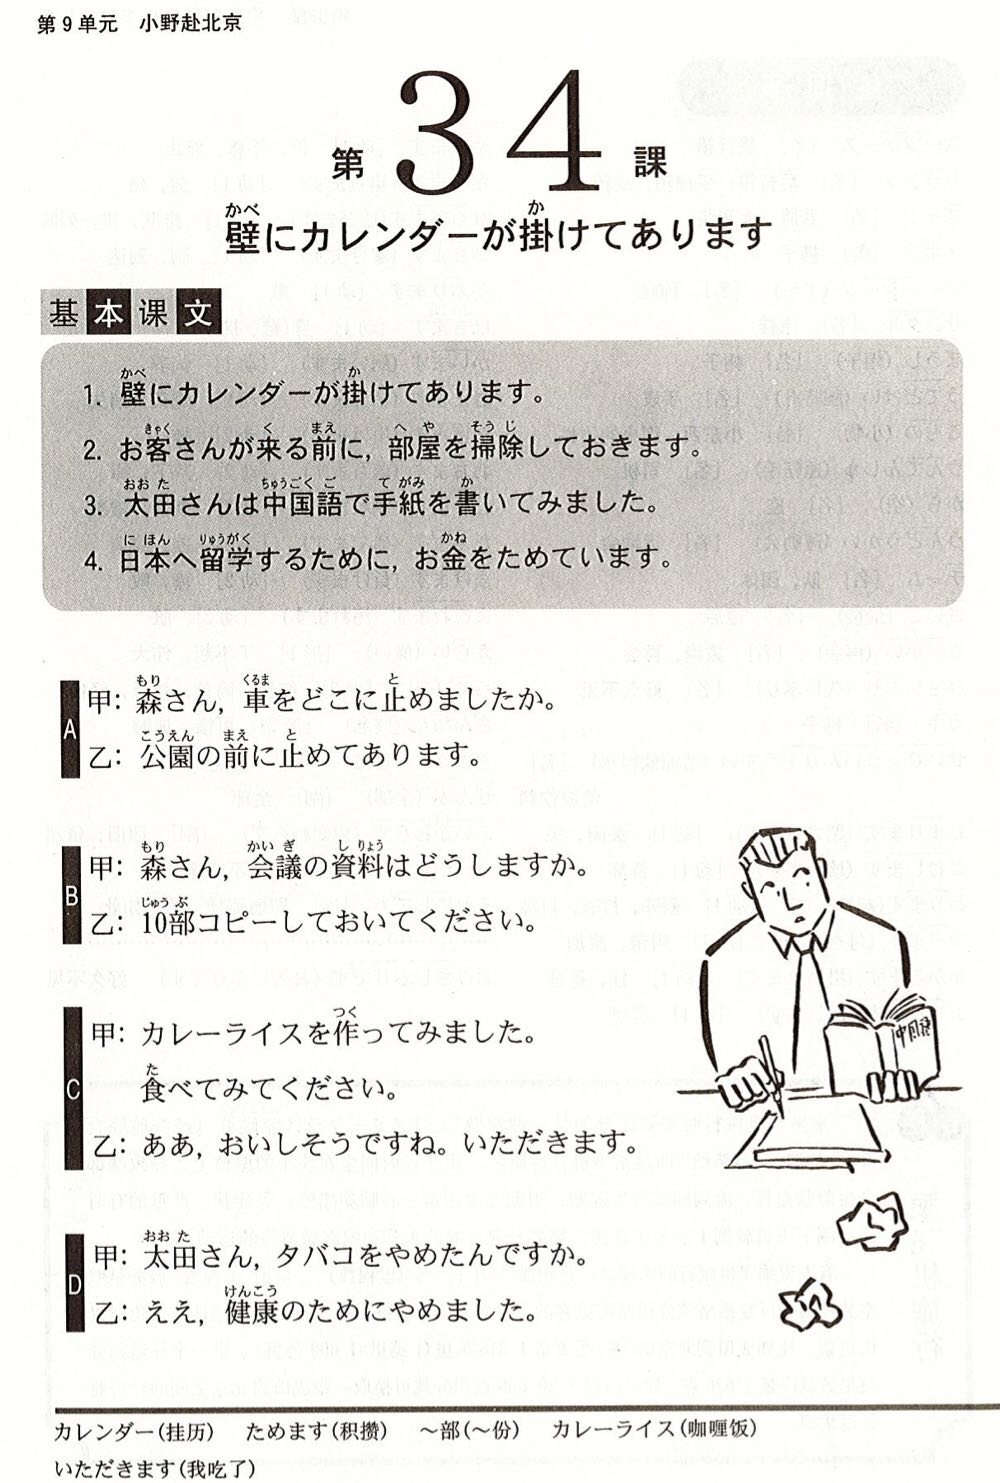 第9单元 小野赴北京
第34課
壁にカレンダーが掛けてあります
基本课文
1. 壁にカレンダーが掛けてあります。
2. お客さんが来る前に, 部屋を掃除しておきます。
3. 太田さんは中国語で手紙を書いてみました。
4. 日本へ留学するために, お金をためています。
A
甲: 森さん, 車をどこに止めましたか。
乙: 公園の前に止めてあります。
B
甲: 森さん, 会議の資料はどうしますか。
乙: 10部コピーしておいてください。
C
甲: カレーライスを作ってみました。
食べてみてください。
乙: ああ, おいしそうですね。いただきます。
D
甲: 太田さん, タバコをやめたんですか。
乙: ええ, 健康のためにやめました。
中国語
カレンダー(挂历) ためます(积攒) ～部(～份) カレーライス(咖喱饭)
いただきます(我吃了)